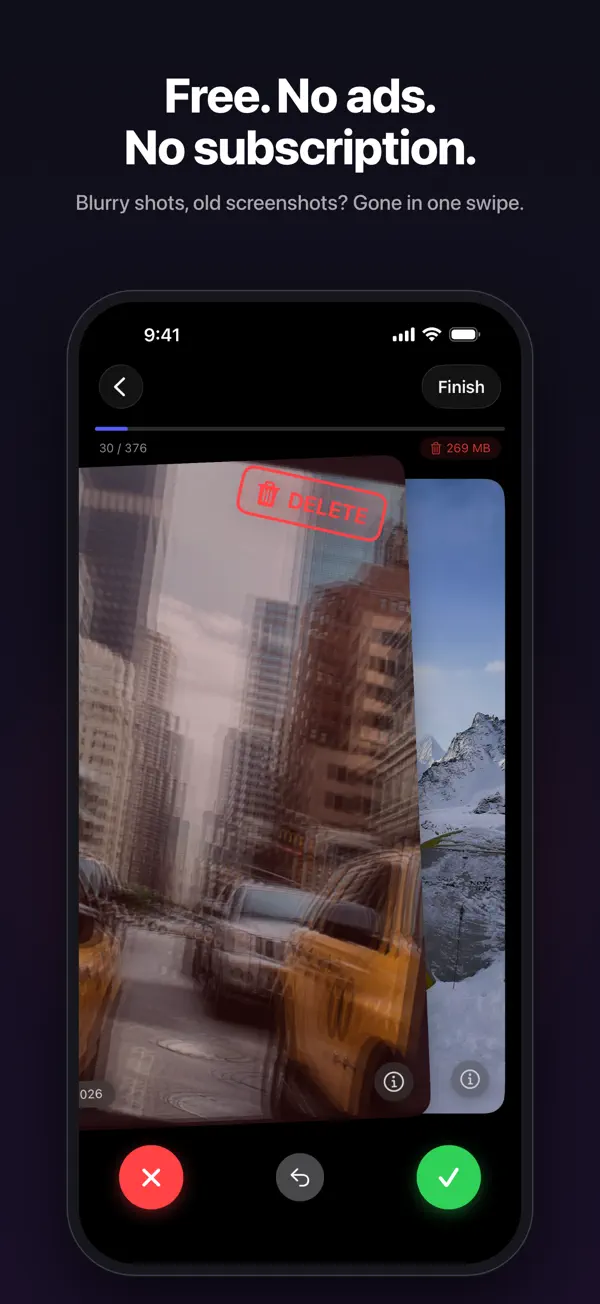 Free. No ads.
No subscription.
Blurry shots, old screenshots? Gone in one swipe.
9:41
Finish
30 / 376
269 MB
DELETE
026